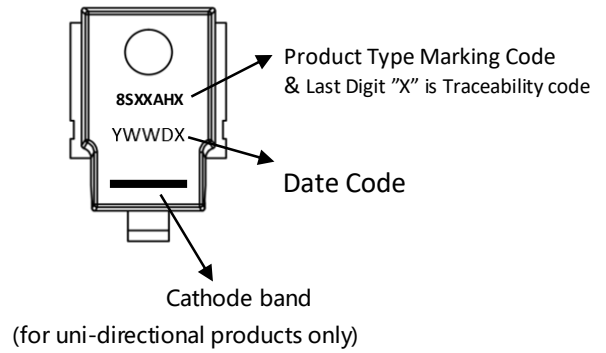 8SXXAHX
YWWDX
Product Type Marking Code
& Last Digit ”X” is Traceability code
Date Code
Cathode band
(for uni-directional products only)